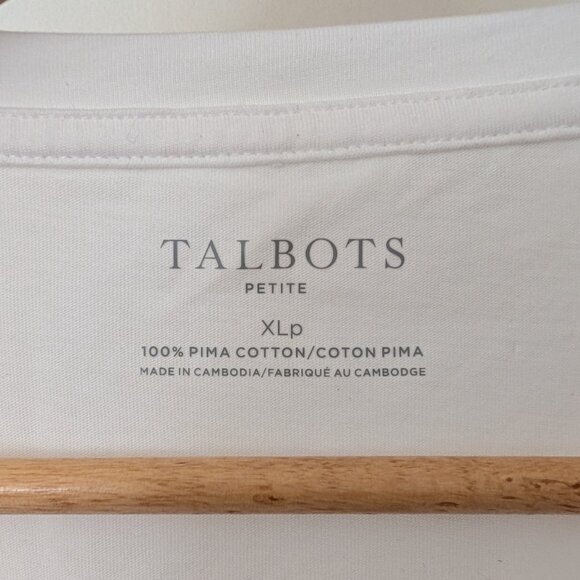 TALBOTS
PETITE
XLp
100% PIMA COTTON/COTON PIMA
MADE IN CAMBODIA/FABRIQUÉ AU CAMBODGE